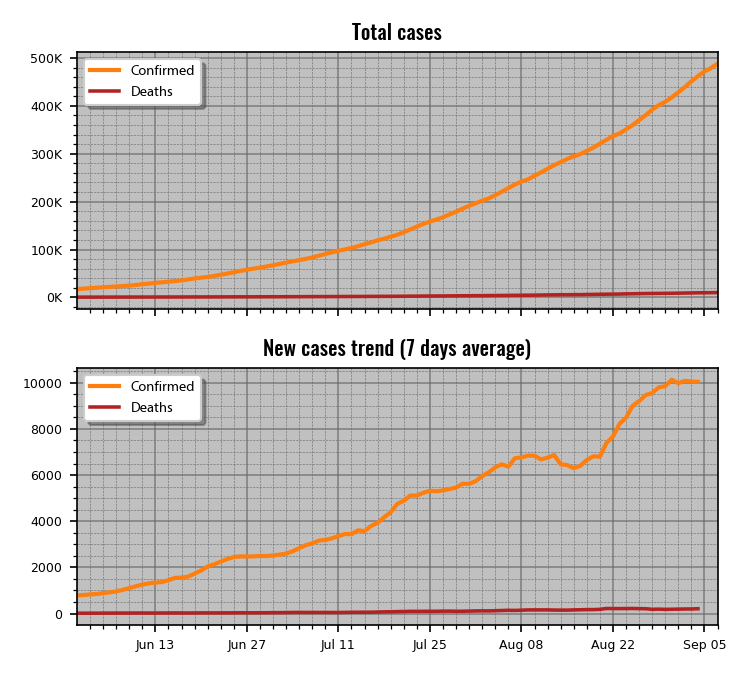 Total cases
500K
Confirmed
Deaths
400K
300K
200K
100K
0K
New cases trend (7 days average)
10000
Confirmed
Deaths
8000
6000
4000
2000
0
Jun 13 Jun 27 Jul 11 Jul 25 Aug 08 Aug 22 Sep 05